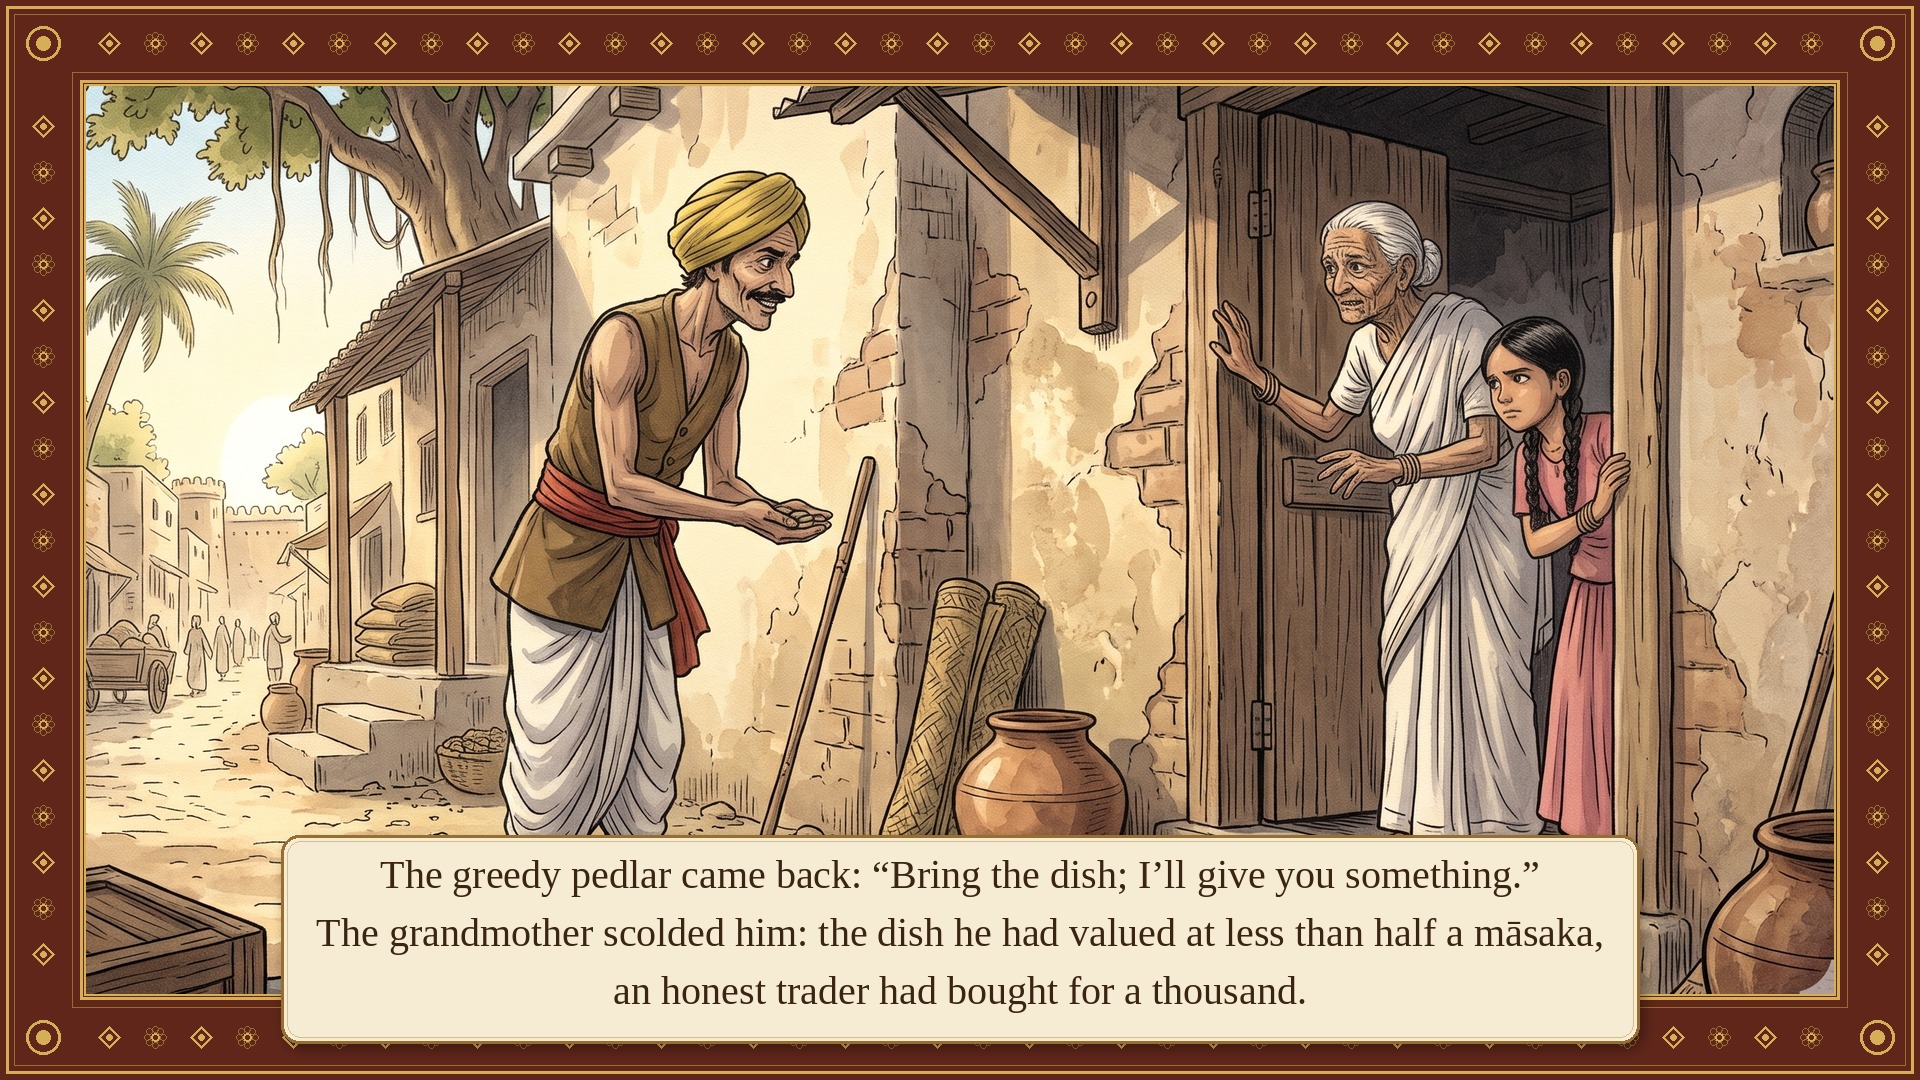 The greedy pedlar came back: “Bring the dish; I’ll give you something.”
The grandmother scolded him: the dish he had valued at less than half a māsaka,
an honest trader had bought for a thousand.